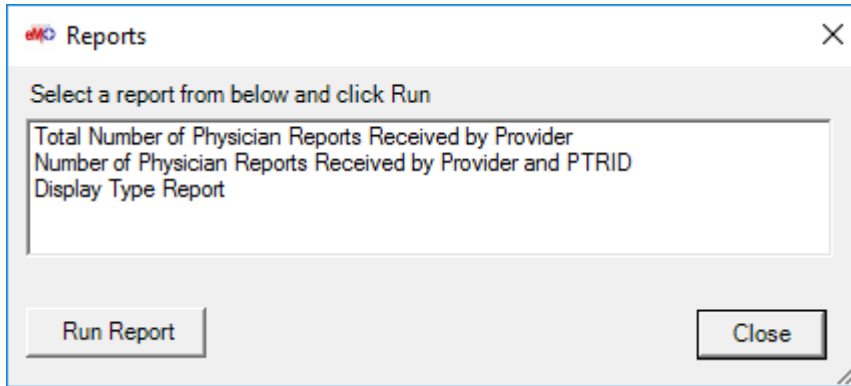 eMD Reports
Select a report from below and click Run
Total Number of Physician Reports Received by Provider
Number of Physician Reports Received by Provider and PTRID
Display Type Report
Run Report
Close